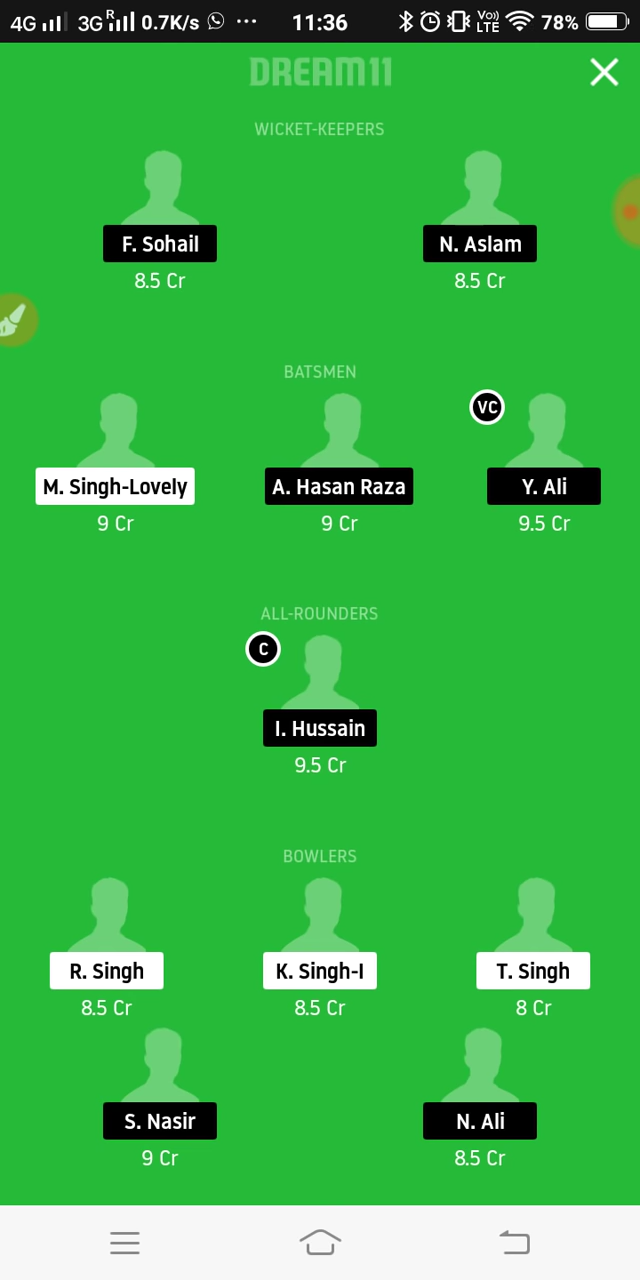 4G 3G R 0.7K/s ... 11:36 Vo) LTE 78%
DREAM11
WICKET-KEEPERS
F. Sohail N. Aslam
8.5 Cr 8.5 Cr
BATSMEN
VC
M. Singh-Lovely A. Hasan Raza Y. Ali
9 Cr 9 Cr 9.5 Cr
ALL-ROUNDERS
C
I. Hussain
9.5 Cr
BOWLERS
R. Singh K. Singh-I T. Singh
8.5 Cr 8.5 Cr 8 Cr
S. Nasir N. Ali
9 Cr 8.5 Cr